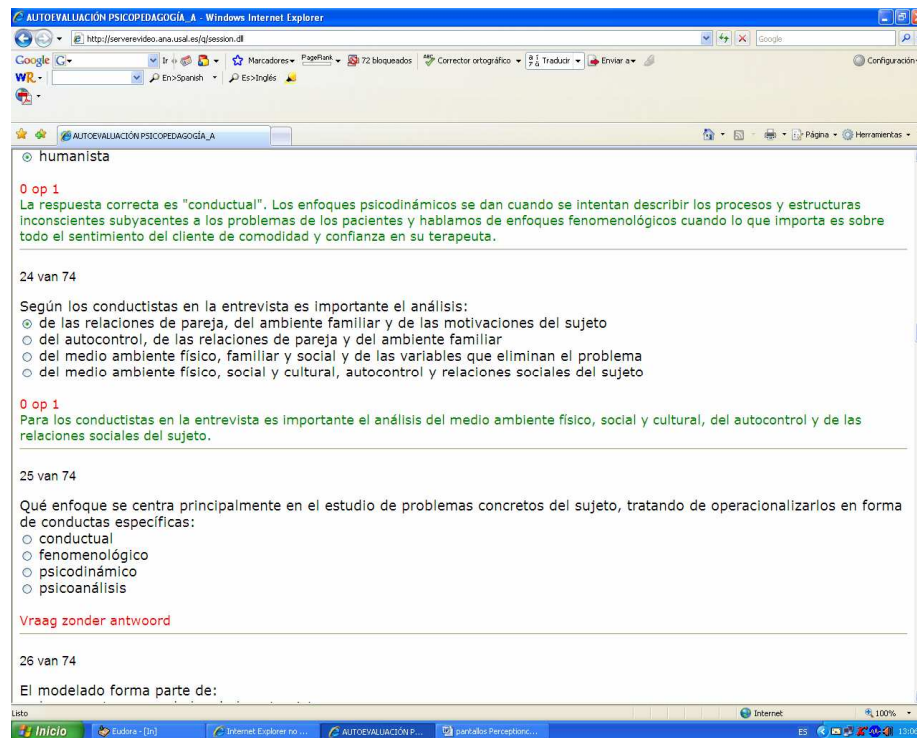 AUTOEVALUACIÓN PSICOPEDAGOGÍA_A - Windows Internet Explorer
http://serverevideo.ana.usal.es/q/session.dll
Google
Google G Ir Marcadores PageRank 72 bloqueados Corrector ortográfico Traducir Enviar a Configuración
WR En>Spanish Es>Inglés
AUTOEVALUACIÓN PSICOPEDAGOGÍA_A Página Herramientas
humanista
0 op 1
La respuesta correcta es "conductual". Los enfoques psicodinámicos se dan cuando se intentan describir los procesos y estructuras
inconscientes subyacentes a los problemas de los pacientes y hablamos de enfoques fenomenológicos cuando lo que importa es sobre
todo el sentimiento del cliente de comodidad y confianza en su terapeuta.
24 van 74
Según los conductistas en la entrevista es importante el análisis:
de las relaciones de pareja, del ambiente familiar y de las motivaciones del sujeto
del autocontrol, de las relaciones de pareja y del ambiente familiar
del medio ambiente físico, familiar y social y de las variables que eliminan el problema
del medio ambiente físico, social y cultural, autocontrol y relaciones sociales del sujeto
0 op 1
Para los conductistas en la entrevista es importante el análisis del medio ambiente físico, social y cultural, del autocontrol y de las
relaciones sociales del sujeto.
25 van 74
Qué enfoque se centra principalmente en el estudio de problemas concretos del sujeto, tratando de operacionalizarlos en forma
de conductas específicas:
conductual
fenomenológico
psicodinámico
psicoanálisis
Vraag zonder antwoord
26 van 74
El modelado forma parte de:
Listo Internet 100%
Inicio Eudora - [In] Internet Explorer no ... AUTOEVALUACIÓN P... pantallos Perceptionc... ES 13:06